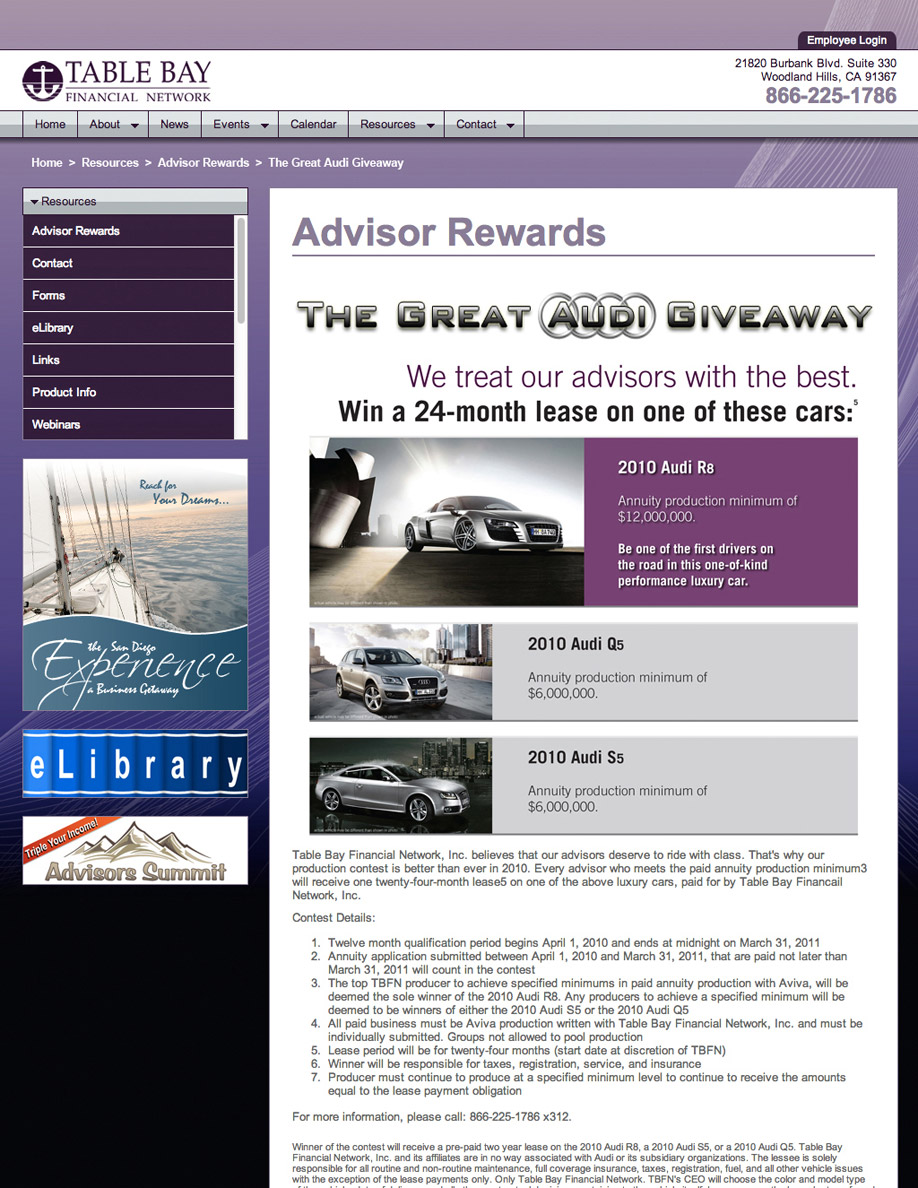 Employee Login
TABLE BAY
FINANCIAL NETWORK
21820 Burbank Blvd. Suite 330
Woodland Hills, CA 91367
866-225-1786
Home About News Events Calendar Resources Contact
Home > Resources > Advisor Rewards > The Great Audi Giveaway
Resources
Advisor Rewards
Contact
Forms
eLibrary
Links
Product Info
Webinars
Reach for
Your Dreams...
the San Diego
Experience
a Business Getaway
eLibrary
Triple Your Income!
Advisors Summit
Advisor Rewards
The Great Audi Giveaway
We treat our advisors with the best.
Win a 24-month lease on one of these cars:5
2010 Audi R8
Annuity production minimum of
$12,000,000.
Be one of the first drivers on
the road in this one-of-kind
performance luxury car.
2010 Audi Q5
Annuity production minimum of
$6,000,000.
2010 Audi S5
Annuity production minimum of
$6,000,000.
Table Bay Financial Network, Inc. believes that our advisors deserve to ride with class. That's why our
production contest is better than ever in 2010. Every advisor who meets the paid annuity production minimum3
will receive one twenty-four-month lease5 on one of the above luxury cars, paid for by Table Bay Financail
Network, Inc.
Contest Details:
1. Twelve month qualification period begins April 1, 2010 and ends at midnight on March 31, 2011
2. Annuity application submitted between April 1, 2010 and March 31, 2011, that are paid not later than
March 31, 2011 will count in the contest
3. The top TBFN producer to achieve specified minimums in paid annuity production with Aviva, will be
deemed the sole winner of the 2010 Audi R8. Any producers to achieve a specified minimum will be
deemed to be winners of either the 2010 Audi S5 or the 2010 Audi Q5
4. All paid business must be Aviva production written with Table Bay Financial Network, Inc. and must be
individually submitted. Groups not allowed to pool production
5. Lease period will be for twenty-four months (start date at discretion of TBFN)
6. Winner will be responsible for taxes, registration, service, and insurance
7. Producer must continue to produce at a specified minimum level to continue to receive the amounts
equal to the lease payment obligation
For more information, please call: 866-225-1786 x312.
Winner of the contest will receive a pre-paid two year lease on the 2010 Audi R8, a 2010 Audi S5, or a 2010 Audi Q5. Table Bay
Financial Network, Inc. and its affiliates are in no way associated with Audi or its subsidiary organizations. The lessee is solely
responsible for all routine and non-routine maintenance, full coverage insurance, taxes, registration, fuel, and all other vehicle issues
with the exception of the lease payments only. Only Table Bay Financial Network. TBFN's CEO will choose the color and model type